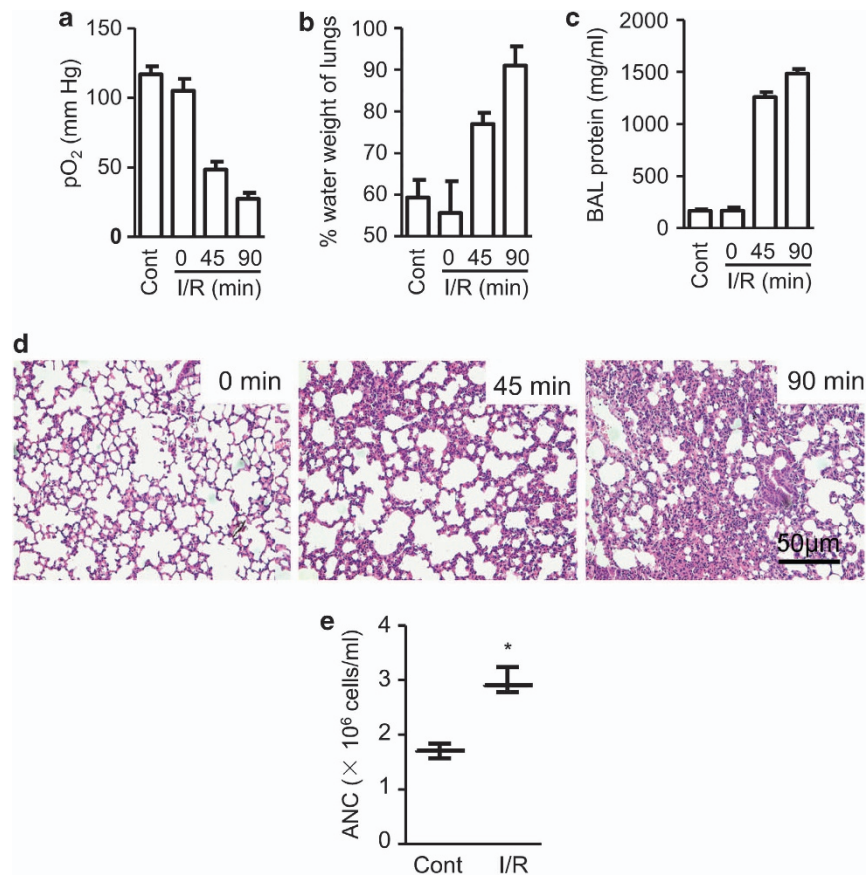 a
pO₂ (mm Hg)
150
100
50
0
Cont
0 45 90
I/R (min)
b
% water weight of lungs
100
90
80
70
60
50
Cont
0 45 90
I/R (min)
c
BAL protein (mg/ml)
2000
1500
1000
500
0
Cont
0 45 90
I/R (min)
d
0 min
45 min
90 min
50µm
e
ANC (× 10⁶ cells/ml)
4
3
2
1
0
*
Cont I/R